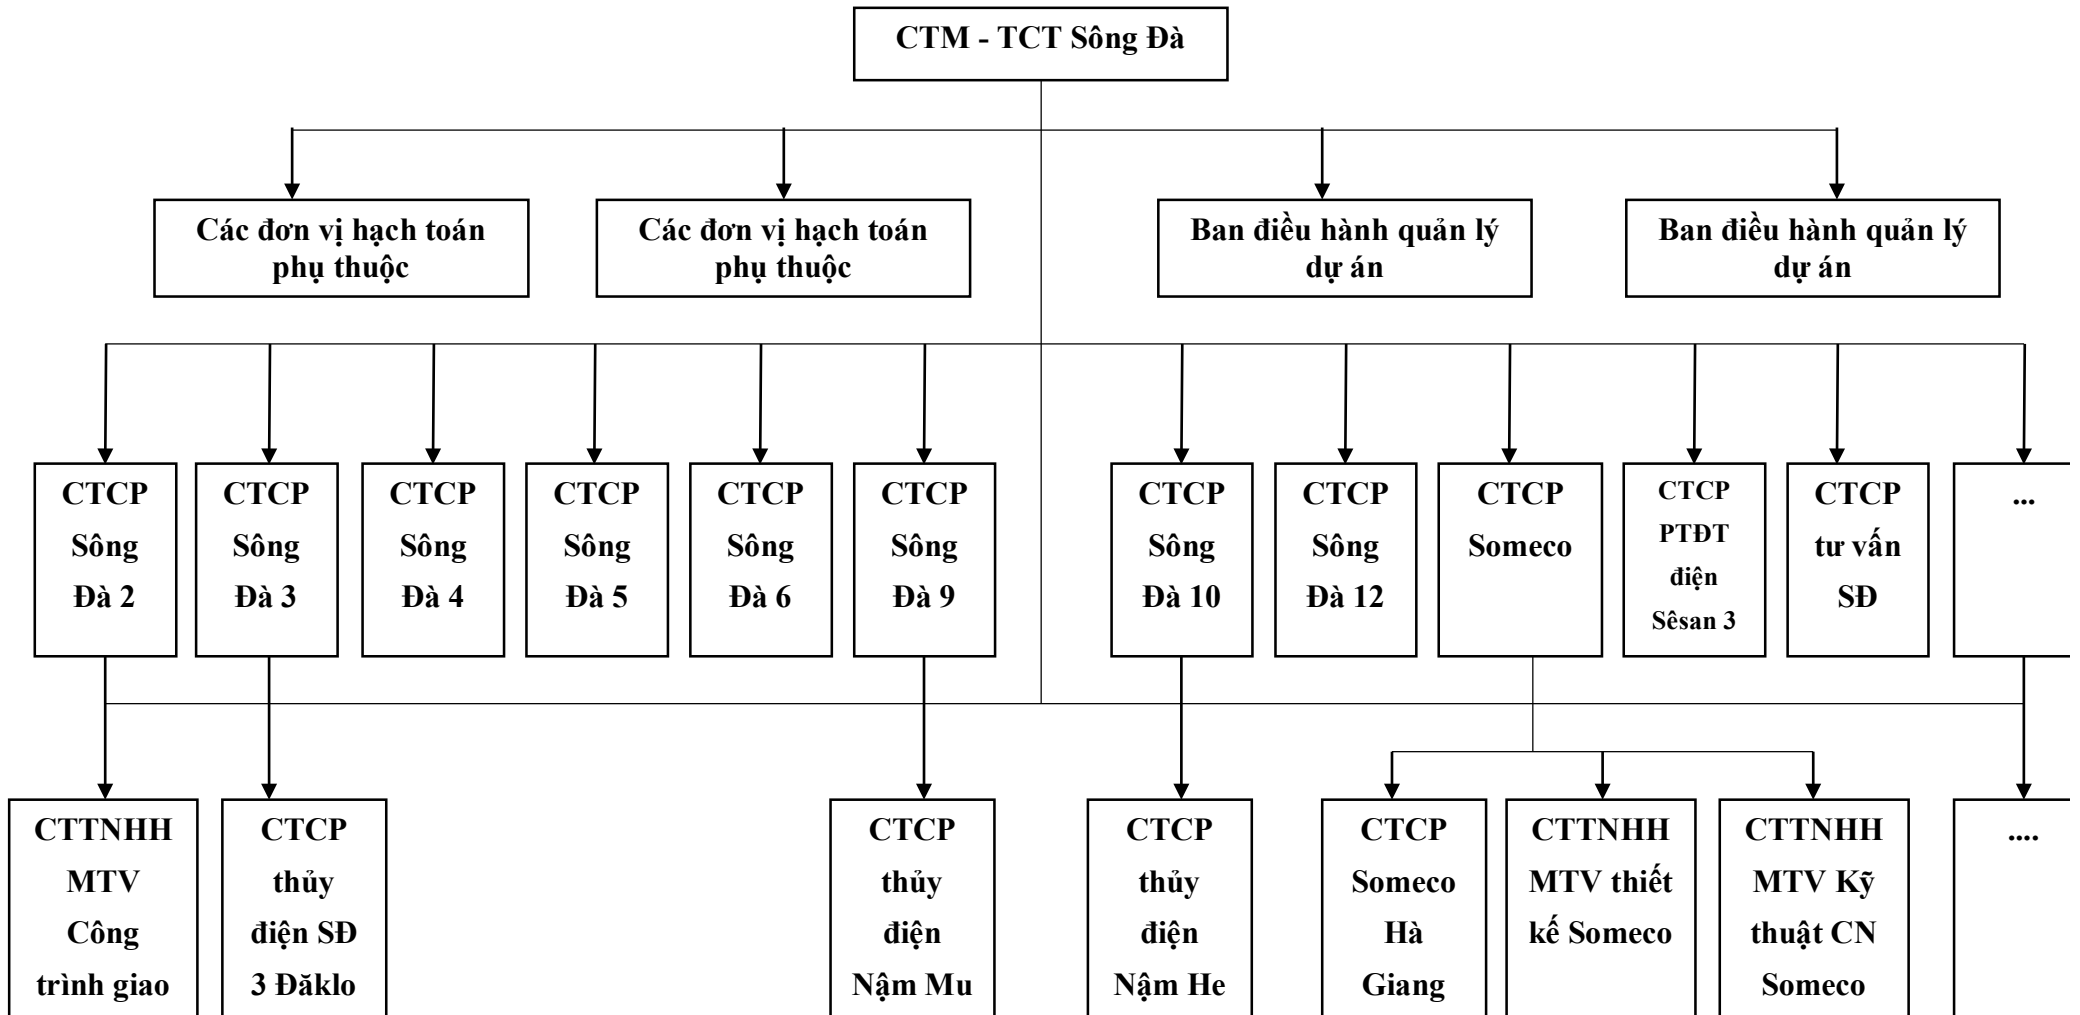 CTM - TCT Sông Đà
Các đơn vị hạch toán
phụ thuộc
Các đơn vị hạch toán
phụ thuộc
Ban điều hành quản lý
dự án
Ban điều hành quản lý
dự án
CTCP
Sông
Đà 2
CTCP
Sông
Đà 3
CTCP
Sông
Đà 4
CTCP
Sông
Đà 5
CTCP
Sông
Đà 6
CTCP
Sông
Đà 9
CTCP
Sông
Đà 10
CTCP
Sông
Đà 12
CTCP
Someco
CTCP
PTĐT
điện
Sêsan 3
CTCP
tư vấn
SĐ
...
CTTNHH
MTV
Công
trình giao
CTCP
thủy
điện SĐ
3 Đăklo
CTCP
thủy
điện
Nậm Mu
CTCP
thủy
điện
Nậm He
CTCP
Someco
Hà
Giang
CTTNHH
MTV thiết
kế Someco
CTTNHH
MTV Kỹ
thuật CN
Someco
....